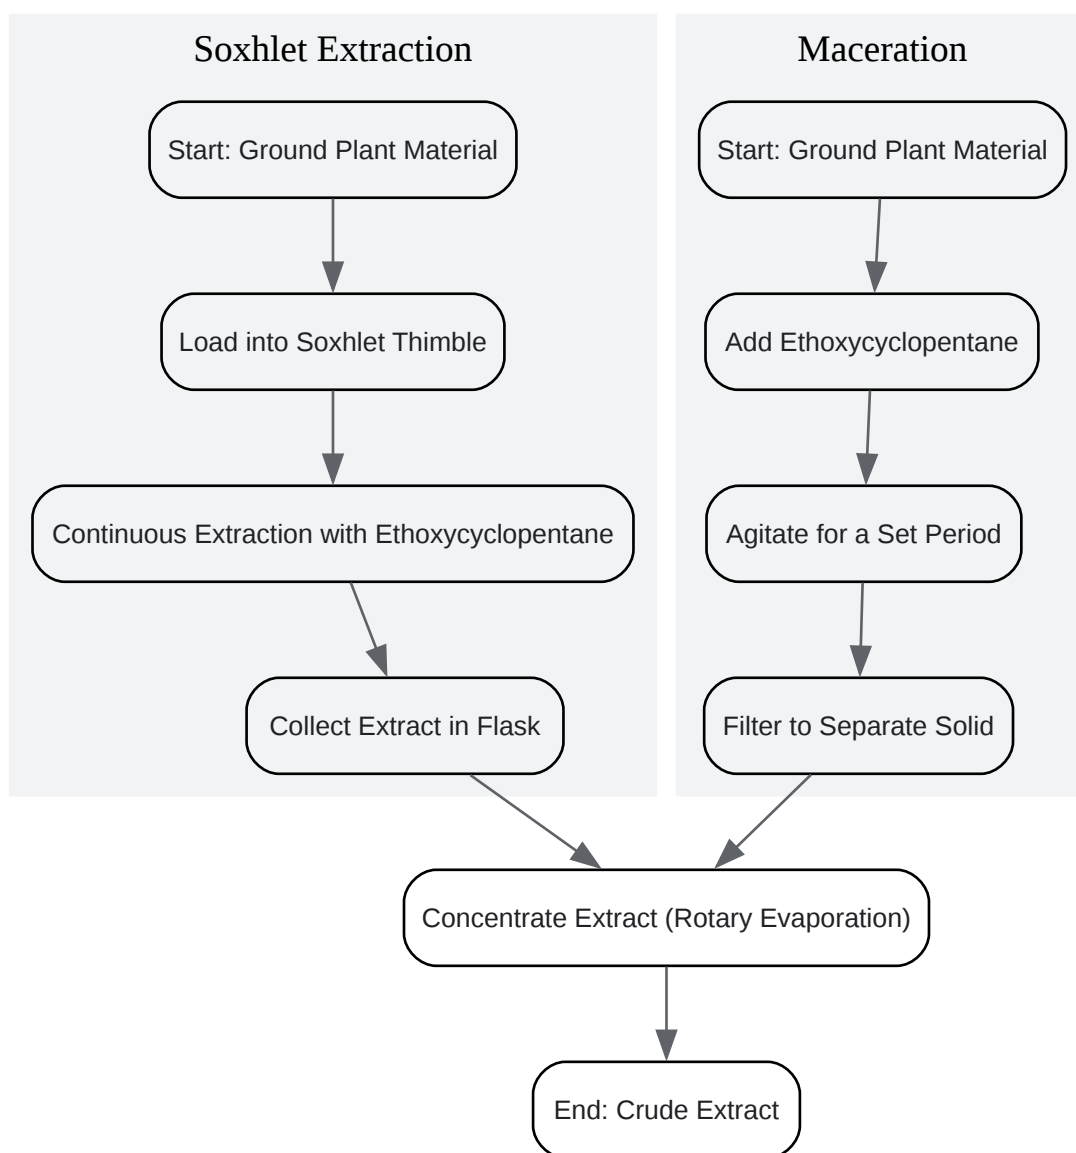 Soxhlet Extraction
Start: Ground Plant Material
Load into Soxhlet Thimble
Continuous Extraction with Ethoxycyclopentane
Collect Extract in Flask
Maceration
Start: Ground Plant Material
Add Ethoxycyclopentane
Agitate for a Set Period
Filter to Separate Solid
Concentrate Extract (Rotary Evaporation)
End: Crude Extract